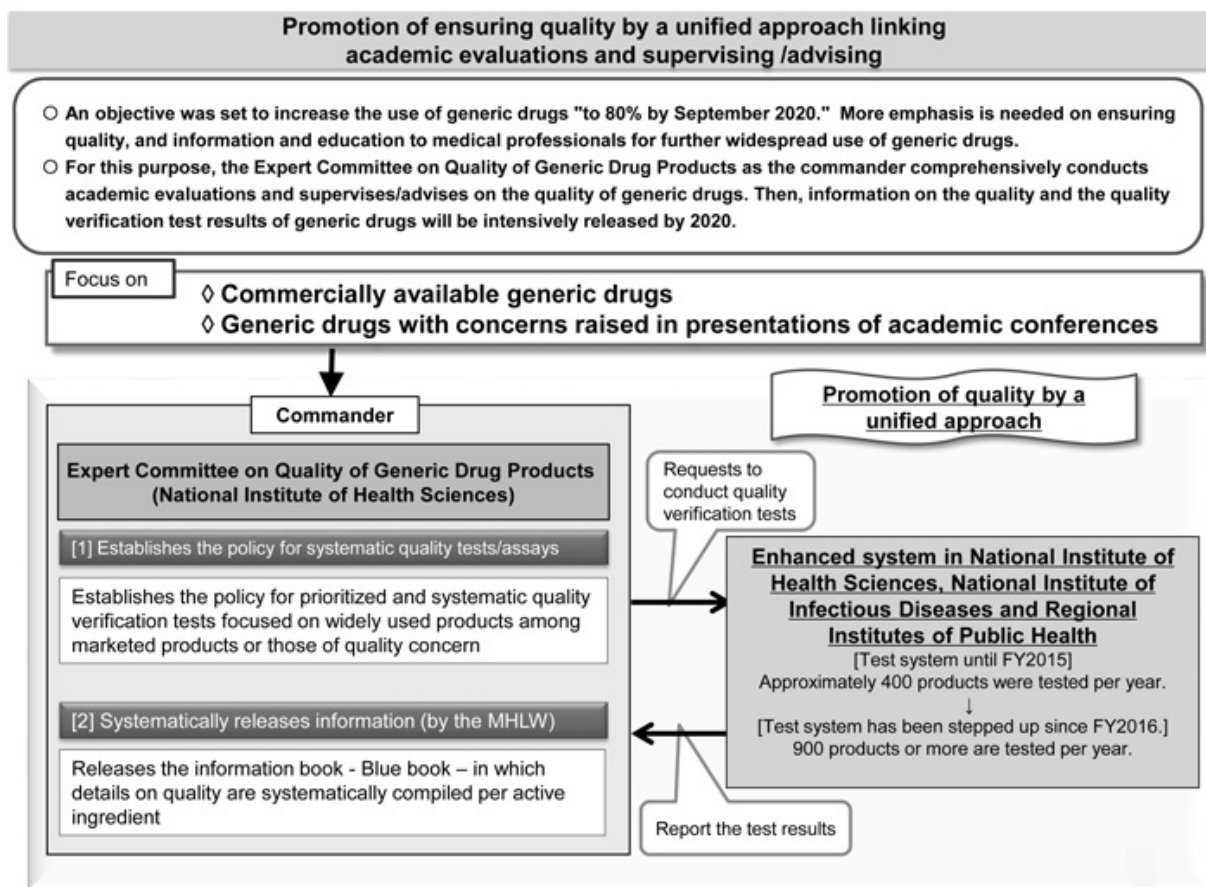 Promotion of ensuring quality by a unified approach linking
academic evaluations and supervising /advising
○ An objective was set to increase the use of generic drugs "to 80% by September 2020." More emphasis is needed on ensuring
quality, and information and education to medical professionals for further widespread use of generic drugs.
○ For this purpose, the Expert Committee on Quality of Generic Drug Products as the commander comprehensively conducts
academic evaluations and supervises/advises on the quality of generic drugs. Then, information on the quality and the quality
verification test results of generic drugs will be intensively released by 2020.
Focus on
◊ Commercially available generic drugs
◊ Generic drugs with concerns raised in presentations of academic conferences
Commander
Expert Committee on Quality of Generic Drug Products
(National Institute of Health Sciences)
[1] Establishes the policy for systematic quality tests/assays
Establishes the policy for prioritized and systematic quality
verification tests focused on widely used products among
marketed products or those of quality concern
[2] Systematically releases information (by the MHLW)
Releases the information book - Blue book – in which
details on quality are systematically compiled per active
ingredient
Promotion of quality by a
unified approach
Requests to
conduct quality
verification tests
Enhanced system in National Institute of
Health Sciences, National Institute of
Infectious Diseases and Regional
Institutes of Public Health
[Test system until FY2015]
Approximately 400 products were tested per year.
↓
[Test system has been stepped up since FY2016.]
900 products or more are tested per year.
Report the test results